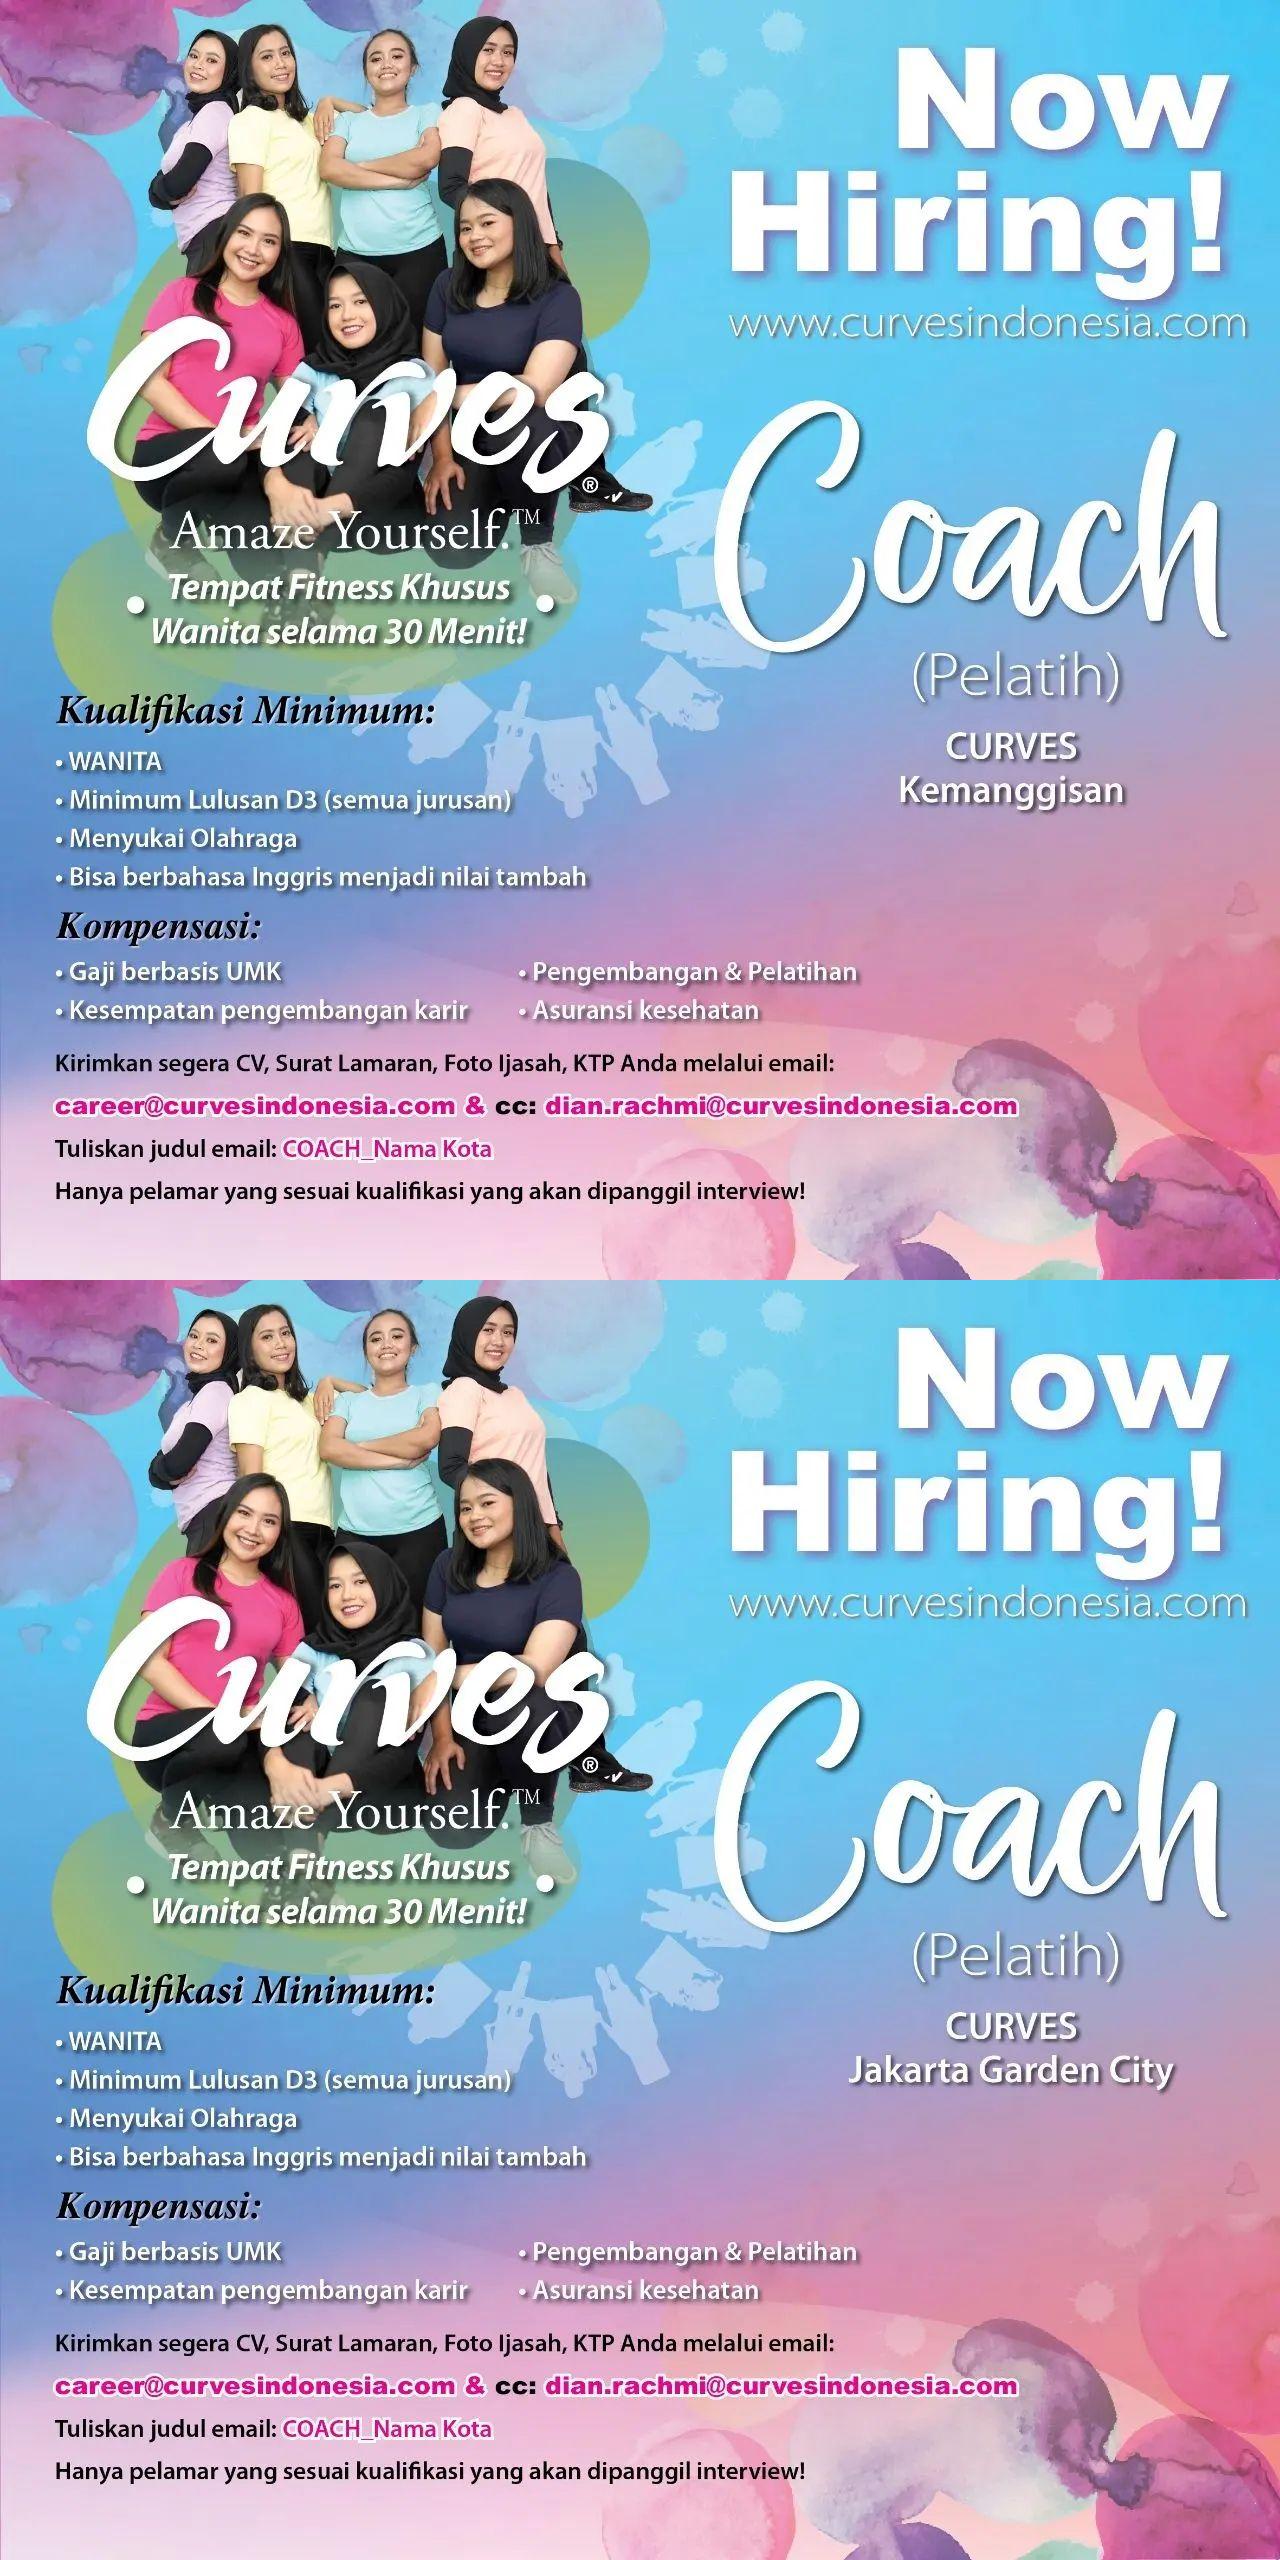 Now
Hiring!
www.curvesindonesia.com
Curves®
Amaze Yourself.™
• Tempat Fitness Khusus •
Wanita selama 30 Menit!
Coach
(Pelatih)
CURVES
Kemanggisan
Kualifikasi Minimum:
• WANITA
• Minimum Lulusan D3 (semua jurusan)
• Menyukai Olahraga
• Bisa berbahasa Inggris menjadi nilai tambah
Kompensasi:
• Gaji berbasis UMK
• Kesempatan pengembangan karir
• Pengembangan & Pelatihan
• Asuransi kesehatan
Kirimkan segera CV, Surat Lamaran, Foto Ijasah, KTP Anda melalui email:
career@curvesindonesia.com & cc: dian.rachmi@curvesindonesia.com
Tuliskan judul email: COACH_Nama Kota
Hanya pelamar yang sesuai kualifikasi yang akan dipanggil interview!
Now
Hiring!
www.curvesindonesia.com
Curves®
Amaze Yourself.™
• Tempat Fitness Khusus •
Wanita selama 30 Menit!
Coach
(Pelatih)
CURVES
Jakarta Garden City
Kualifikasi Minimum:
• WANITA
• Minimum Lulusan D3 (semua jurusan)
• Menyukai Olahraga
• Bisa berbahasa Inggris menjadi nilai tambah
Kompensasi:
• Gaji berbasis UMK
• Kesempatan pengembangan karir
• Pengembangan & Pelatihan
• Asuransi kesehatan
Kirimkan segera CV, Surat Lamaran, Foto Ijasah, KTP Anda melalui email:
career@curvesindonesia.com & cc: dian.rachmi@curvesindonesia.com
Tuliskan judul email: COACH_Nama Kota
Hanya pelamar yang sesuai kualifikasi yang akan dipanggil interview!